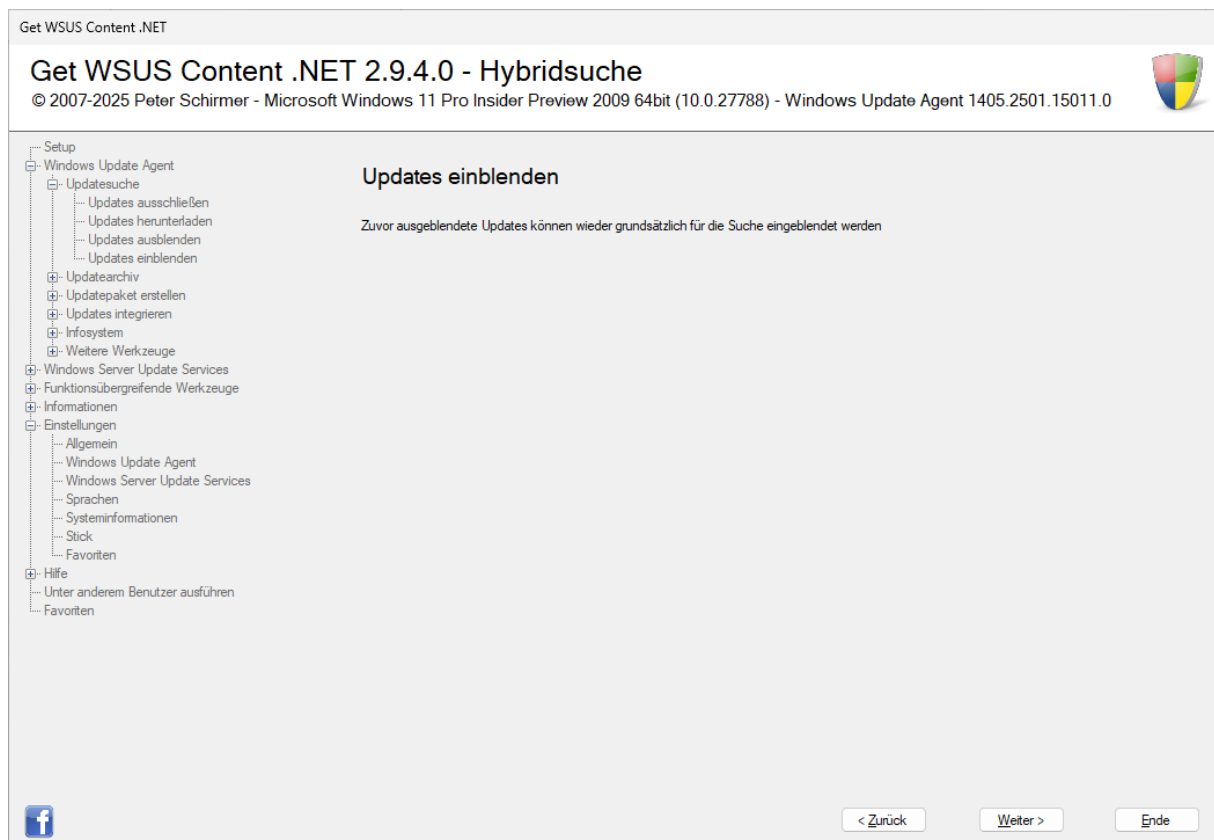 Get WSUS Content .NET
Get WSUS Content .NET 2.9.4.0 - Hybridsuche
© 2007-2025 Peter Schirmer - Microsoft Windows 11 Pro Insider Preview 2009 64bit (10.0.27788) - Windows Update Agent 1405.2501.15011.0
Setup
Windows Update Agent
Updatesuche
Updates ausschließen
Updates herunterladen
Updates ausblenden
Updates einblenden
Updatearchiv
Updatepaket erstellen
Updates integrieren
Infosystem
Weitere Werkzeuge
Windows Server Update Services
Funktionsübergreifende Werkzeuge
Informationen
Einstellungen
Allgemein
Windows Update Agent
Windows Server Update Services
Sprachen
Systeminformationen
Stick
Favoriten
Hilfe
Unter anderem Benutzer ausführen
Favoriten
Updates einblenden
Zuvor ausgeblendete Updates können wieder grundsätzlich für die Suche eingeblendet werden
f
< Zurück
Weiter >
Ende